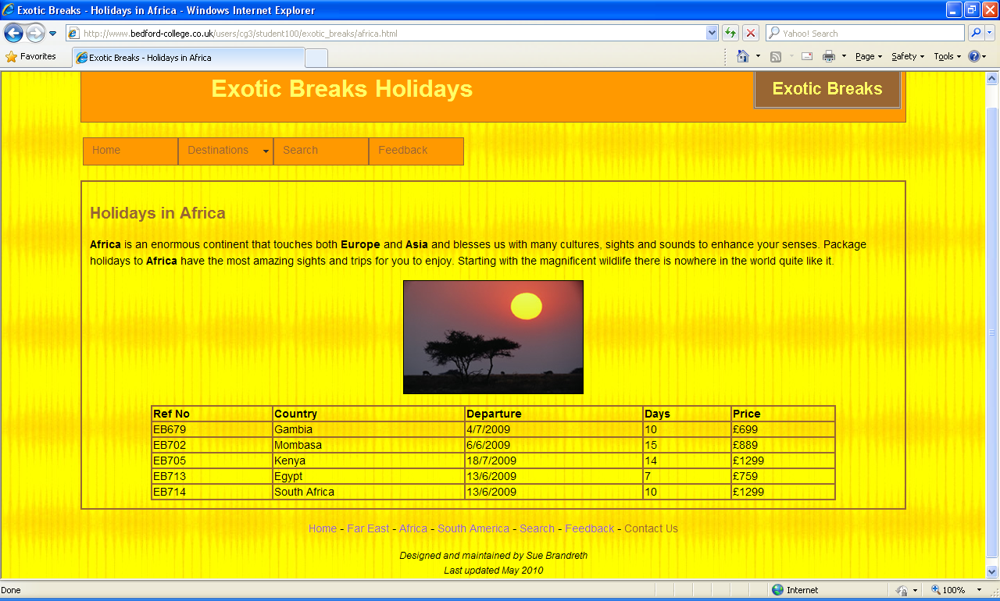 Exotic Breaks - Holidays in Africa - Windows Internet Explorer
http://www.bedford-college.co.uk/users/cg3/student100/exotic_breaks/africa.html
Yahoo! Search
Favorites
Exotic Breaks - Holidays in Africa
Page Safety Tools
Exotic Breaks Holidays
Exotic Breaks
Home Destinations Search Feedback
Holidays in Africa
Africa is an enormous continent that touches both Europe and Asia and blesses us with many cultures, sights and sounds to enhance your senses. Package
holidays to Africa have the most amazing sights and trips for you to enjoy. Starting with the magnificent wildlife there is nowhere in the world quite like it.
Ref No Country Departure Days Price
EB679 Gambia 4/7/2009 10 £699
EB702 Mombasa 6/6/2009 15 £889
EB705 Kenya 18/7/2009 14 £1299
EB713 Egypt 13/6/2009 7 £759
EB714 South Africa 13/6/2009 10 £1299
Home - Far East - Africa - South America - Search - Feedback - Contact Us
Designed and maintained by Sue Brandreth
Last updated May 2010
Done Internet 100%